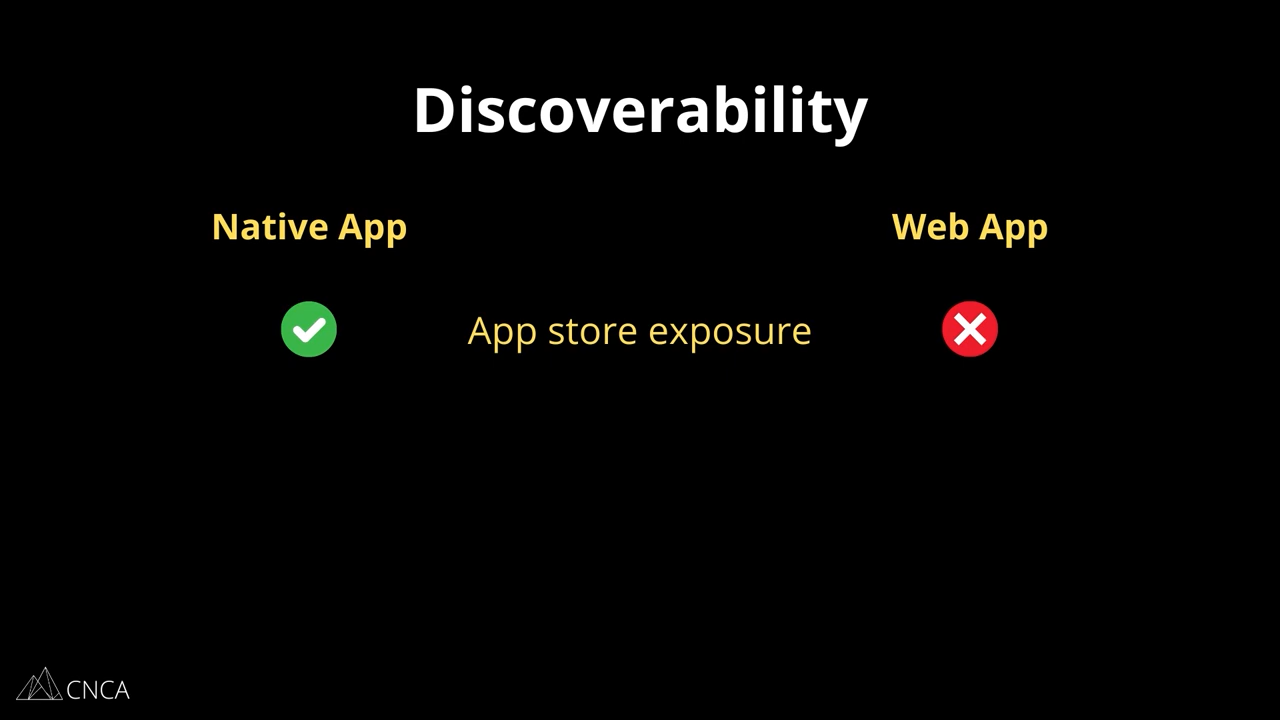 Discoverability
Native App
Web App
App store exposure
CNCA